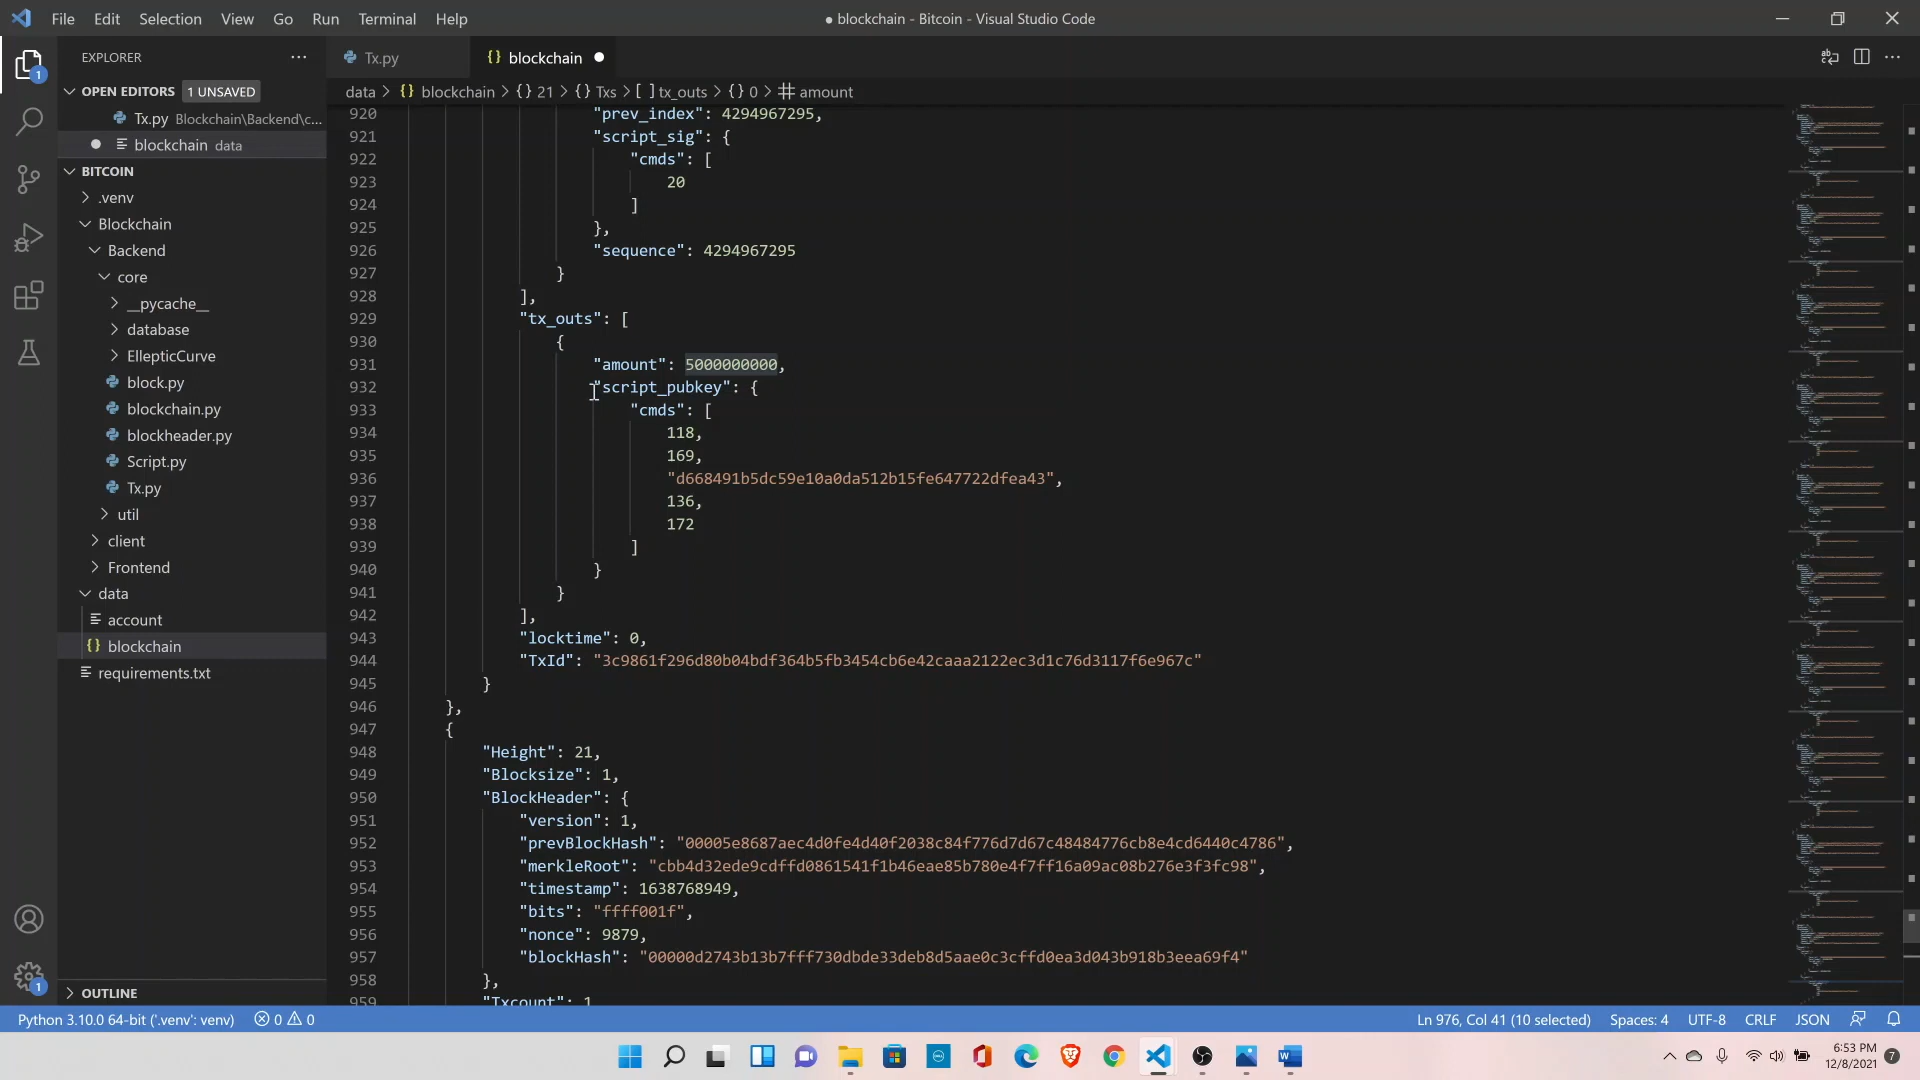 File Edit Selection View Go Run Terminal Help
● blockchain - Bitcoin - Visual Studio Code
EXPLORER
OPEN EDITORS 1 UNSAVED
Tx.py Blockchain\Backend\c...
blockchain data
BITCOIN
.venv
Blockchain
Backend
core
__pycache__
database
EllepticCurve
block.py
blockchain.py
blockheader.py
Script.py
Tx.py
util
client
Frontend
data
account
blockchain
requirements.txt
OUTLINE
Tx.py
{} blockchain ●
data > {} blockchain > {} 21 > {} Txs > [ ] tx_outs > {} 0 > # amount
920 "prev_index": 4294967295,
921 "script_sig": {
922 "cmds": [
923 20
924 ]
925 },
926 "sequence": 4294967295
927 }
928 ],
929 "tx_outs": [
930 {
931 "amount": 5000000000,
932 "script_pubkey": {
933 "cmds": [
934 118,
935 169,
936 "d668491b5dc59e10a0da512b15fe647722dfea43",
937 136,
938 172
939 ]
940 }
941 }
942 ],
943 "locktime": 0,
944 "TxId": "3c9861f296d80b04bdf364b5fb3454cb6e42caaa2122ec3d1c76d3117f6e967c"
945 }
946 },
947 {
948 "Height": 21,
949 "Blocksize": 1,
950 "BlockHeader": {
951 "version": 1,
952 "prevBlockHash": "00005e8687aec4d0fe4d40f2038c84f776d7d67c48484776cb8e4cd6440c4786",
953 "merkleRoot": "cbb4d32ede9cdffd0861541f1b46eae85b780e4f7ff16a09ac08b276e3f3fc98",
954 "timestamp": 1638768949,
955 "bits": "ffff001f",
956 "nonce": 9879,
957 "blockHash": "00000d2743b13b7fff730dbde33deb8d5aae0c3cffd0ea3d043b918b3eea69f4"
958 },
959 "Txcount": 1
1
1
Python 3.10.0 64-bit ('.venv': venv) 0 0
Ln 976, Col 41 (10 selected) Spaces: 4 UTF-8 CRLF JSON
6:53 PM
12/8/2021
7